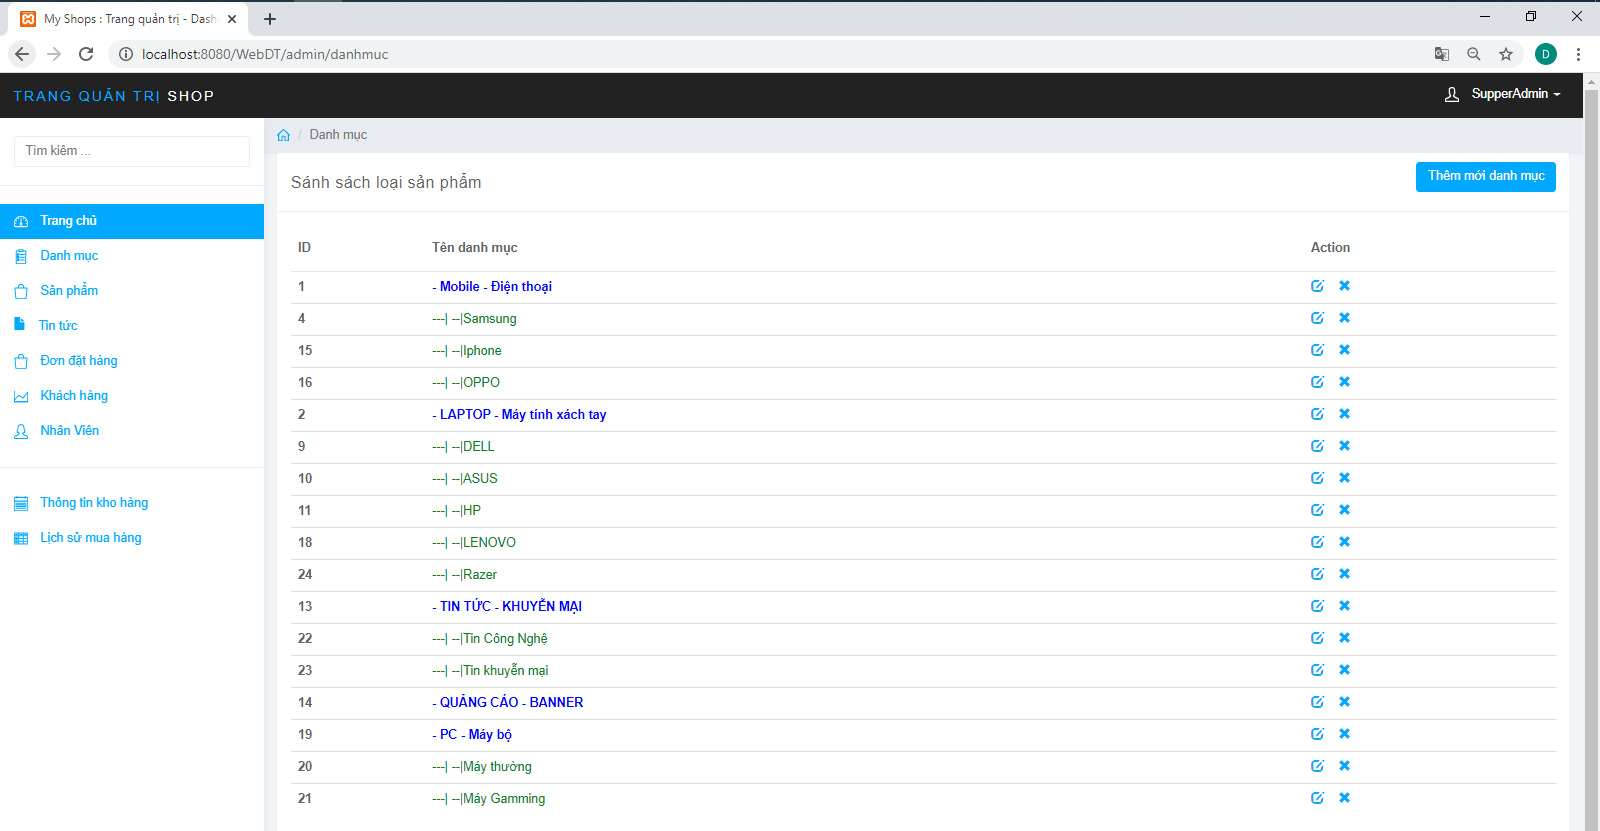 My Shops : Trang quản trị - Dash
localhost:8080/WebDT/admin/danhmuc
D
TRANG QUẢN TRỊ SHOP
SupperAdmin
Tìm kiêm ...
Trang chủ
Danh mục
Sản phẩm
Tin tức
Đơn đặt hàng
Khách hàng
Nhân Viên
Thông tin kho hàng
Lịch sử mua hàng
/ Danh mục
Sánh sách loại sản phẩm
Thêm mới danh mục
ID Tên danh mục Action
1 - Mobile - Điện thoại
4 ---| --|Samsung
15 ---| --|Iphone
16 ---| --|OPPO
2 - LAPTOP - Máy tính xách tay
9 ---| --|DELL
10 ---| --|ASUS
11 ---| --|HP
18 ---| --|LENOVO
24 ---| --|Razer
13 - TIN TỨC - KHUYỄN MẠI
22 ---| --|Tin Công Nghệ
23 ---| --|Tin khuyễn mại
14 - QUẢNG CÁO - BANNER
19 - PC - Máy bộ
20 ---| --|Máy thường
21 ---| --|Máy Gamming